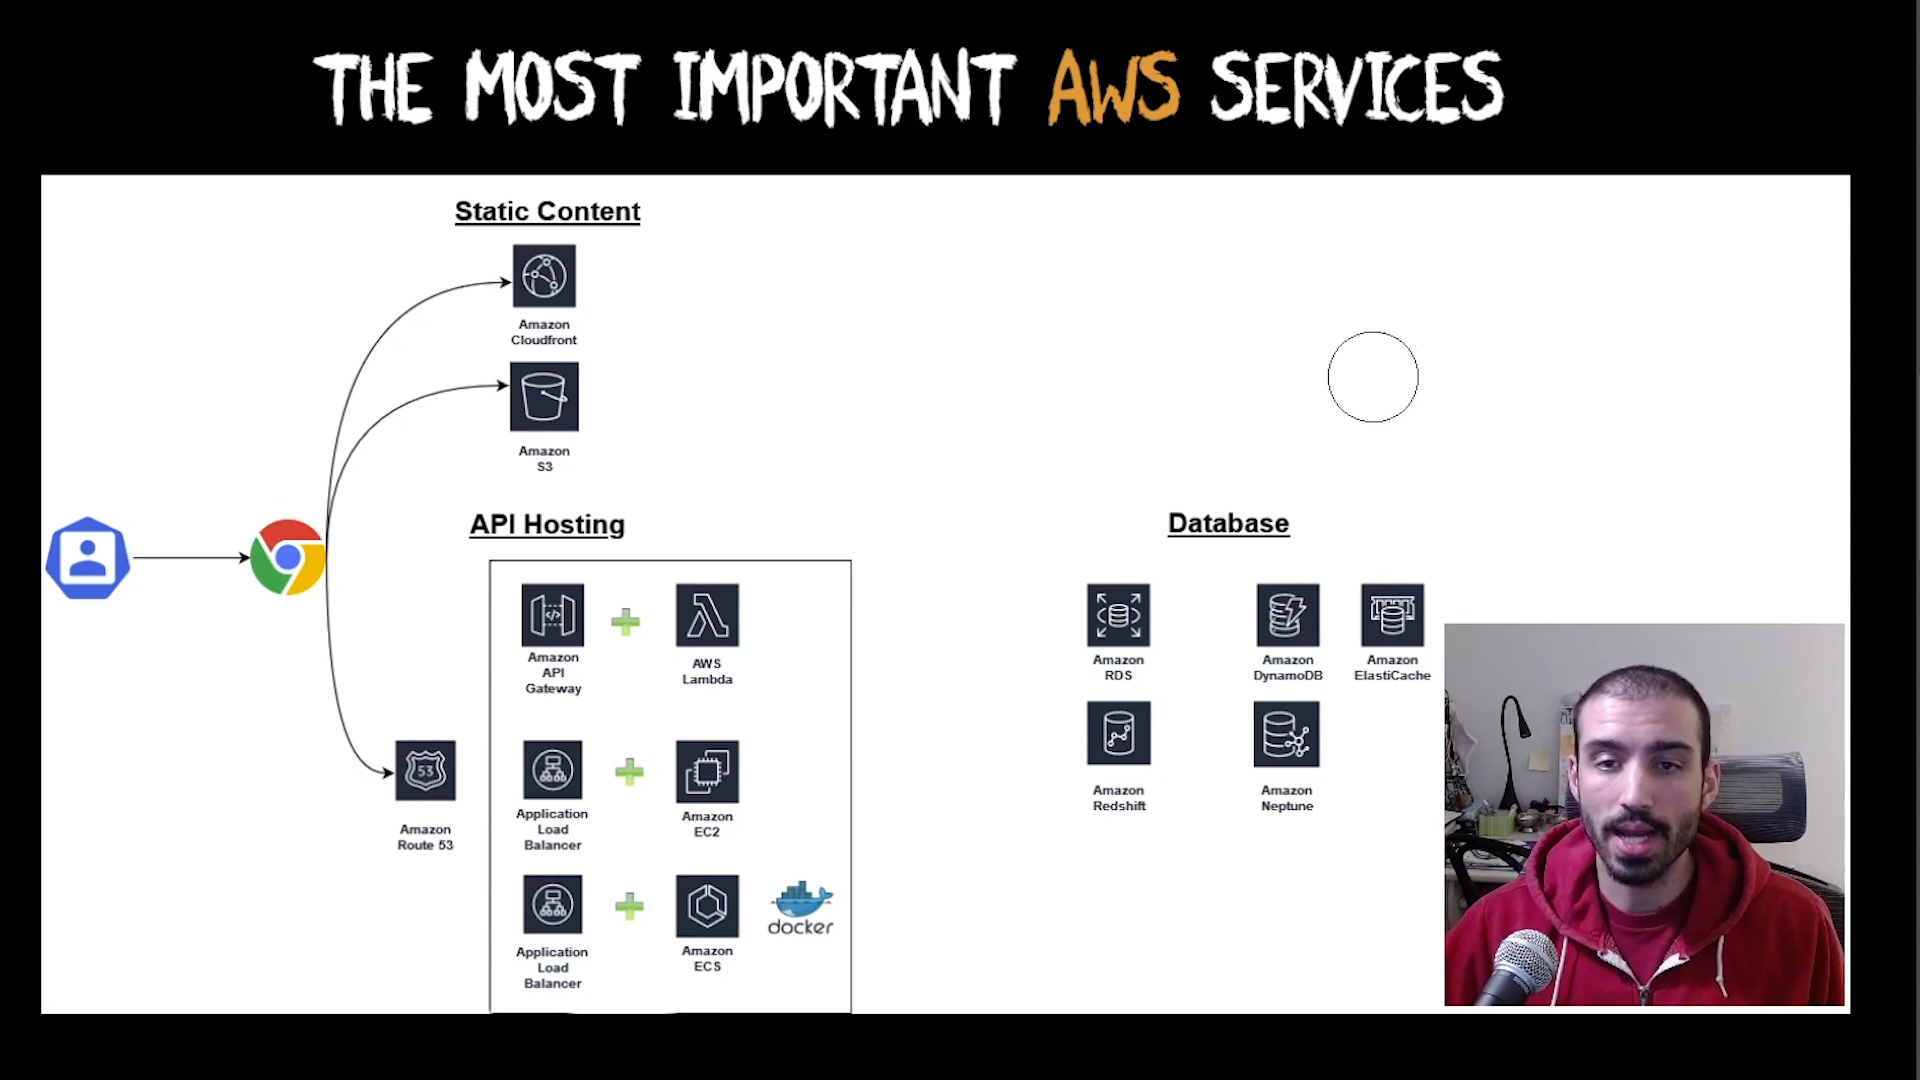 THE MOST IMPORTANT AWS SERVICES
Static Content
Amazon
Cloudfront
Amazon
S3
API Hosting
Amazon
API
Gateway
AWS
Lambda
53
Amazon
Route 53
Application
Load
Balancer
Amazon
EC2
Application
Load
Balancer
Amazon
ECS
docker
Database
Amazon
RDS
Amazon
DynamoDB
Amazon
ElastiCache
Amazon
Redshift
Amazon
Neptune